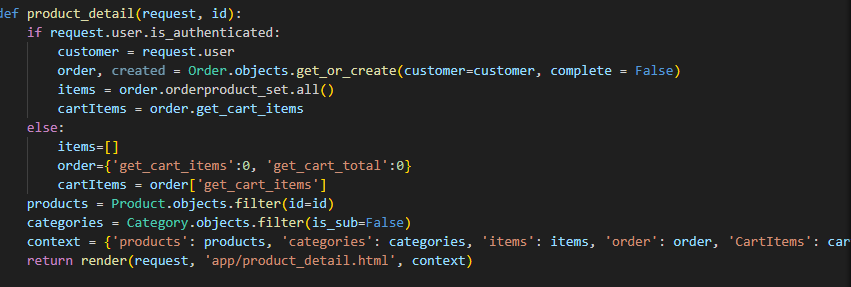 def product_detail(request, id):
    if request.user.is_authenticated:
        customer = request.user
        order, created = Order.objects.get_or_create(customer=customer, complete = False)
        items = order.orderproduct_set.all()
        cartItems = order.get_cart_items
    else:
        items=[]
        order={'get_cart_items':0, 'get_cart_total':0}
        cartItems = order['get_cart_items']
    products = Product.objects.filter(id=id)
    categories = Category.objects.filter(is_sub=False)
    context = {'products': products, 'categories': categories, 'items': items, 'order': order, 'CartItems': car
    return render(request, 'app/product_detail.html', context)